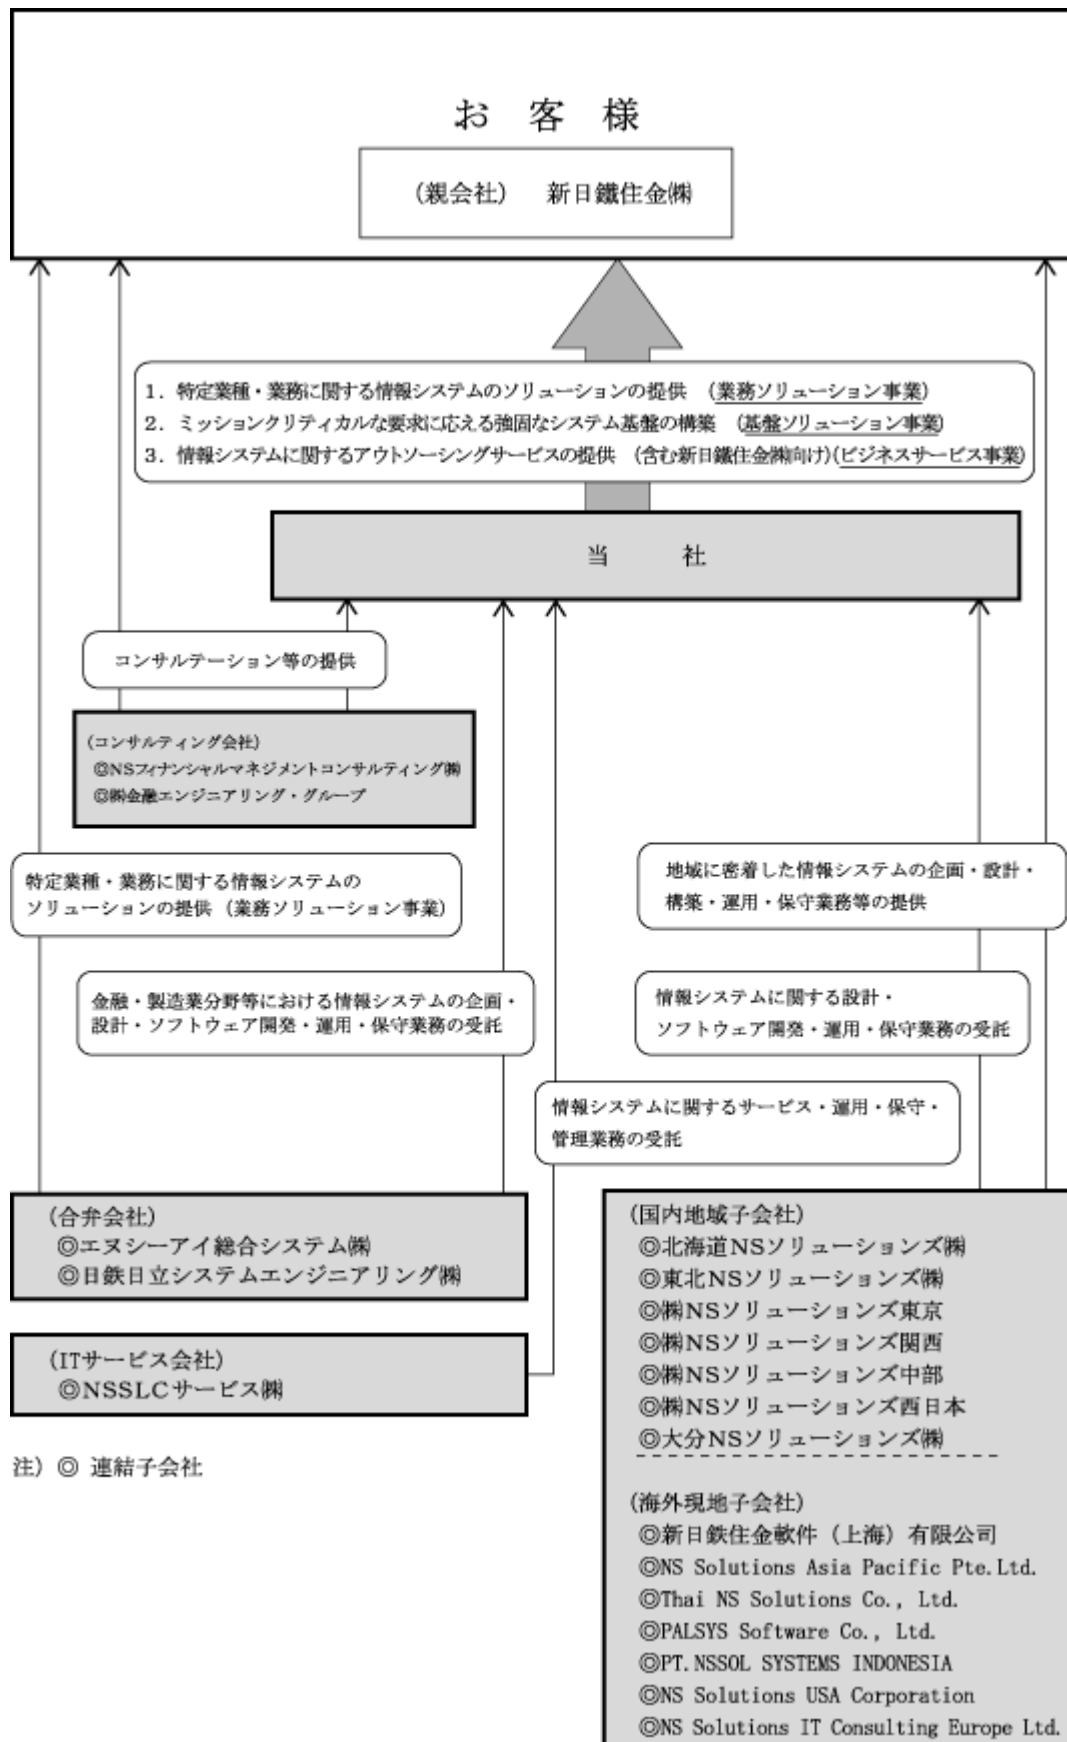 お 客 様
(親会社) 新日鐵住金㈱
1. 特定業種・業務に関する情報システムのソリューションの提供 (業務ソリューション事業)
2. ミッションクリティカルな要求に応える強固なシステム基盤の構築 (基盤ソリューション事業)
3. 情報システムに関するアウトソーシングサービスの提供 (含む新日鐵住金㈱向け)(ビジネスサービス事業)
当 社
コンサルテーション等の提供
(コンサルティング会社)
◎NSフィナンシャルマネジメントコンサルティング㈱
◎㈱金融エンジニアリング・グループ
特定業種・業務に関する情報システムの
ソリューションの提供 (業務ソリューション事業)
地域に密着した情報システムの企画・設計・
構築・運用・保守業務等の提供
金融・製造業分野等における情報システムの企画・
設計・ソフトウェア開発・運用・保守業務の受託
情報システムに関する設計・
ソフトウェア開発・運用・保守業務の受託
情報システムに関するサービス・運用・保守・
管理業務の受託
(合弁会社)
◎エヌシーアイ総合システム㈱
◎日鉄日立システムエンジニアリング㈱
(ITサービス会社)
◎NSSLCサービス㈱
注) ◎ 連結子会社
(国内地域子会社)
◎北海道NSソリューションズ㈱
◎東北NSソリューションズ㈱
◎㈱NSソリューションズ東京
◎㈱NSソリューションズ関西
◎㈱NSソリューションズ中部
◎㈱NSソリューションズ西日本
◎大分NSソリューションズ㈱
(海外現地子会社)
◎新日鉄住金軟件 (上海) 有限公司
◎NS Solutions Asia Pacific Pte.Ltd.
◎Thai NS Solutions Co., Ltd.
◎PALSYS Software Co., Ltd.
◎PT.NSSOL SYSTEMS INDONESIA
◎NS Solutions USA Corporation
◎NS Solutions IT Consulting Europe Ltd.